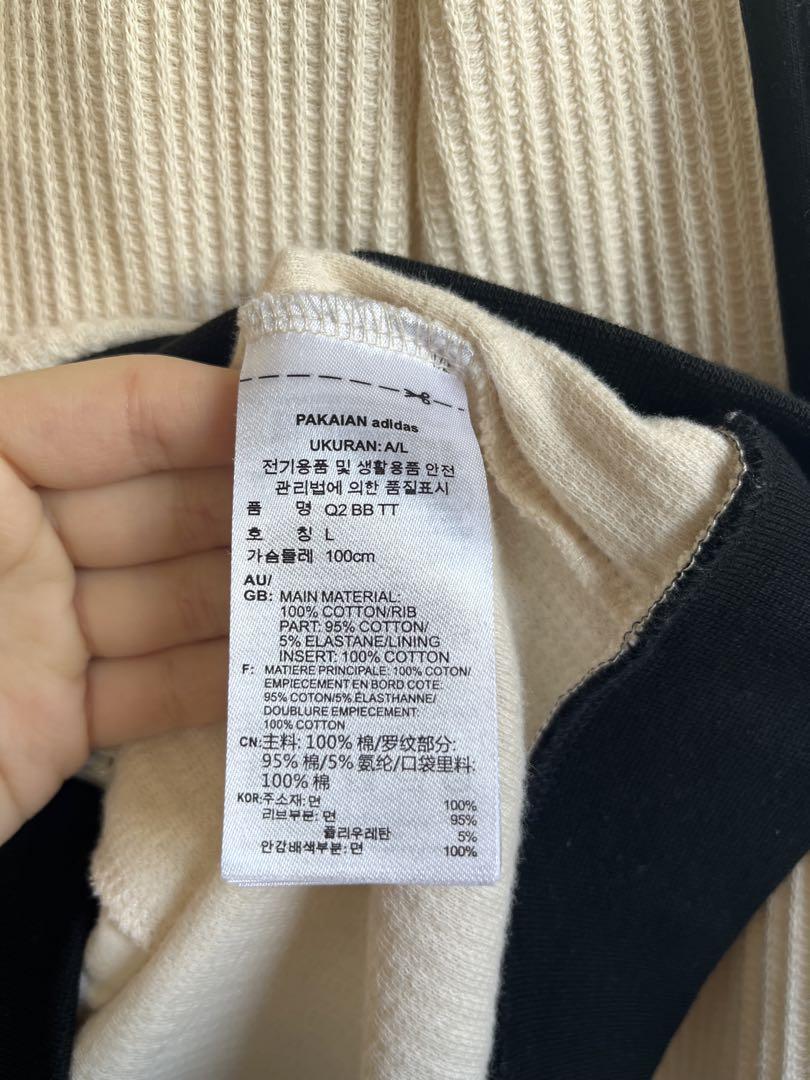 PAKAIAN adidas
UKURAN: A/L
전기용품 및 생활용품 안전
관리법에 의한 품질표시
품 명 Q2 BB TT
호 칭 L
가슴둘레 100cm
AU/
GB: MAIN MATERIAL:
100% COTTON/RIB
PART: 95% COTTON/
5% ELASTANE/LINING
INSERT: 100% COTTON
F: MATIERE PRINCIPALE: 100% COTON/
EMPIECEMENT EN BORD COTE:
95% COTON/5% ELASTHANNE/
DOUBLURE EMPIECEMENT:
100% COTTON
CN: 主料: 100% 棉/罗纹部分:
95% 棉/5% 氨纶/口袋里料:
100% 棉
KOR: 주소재: 면 100%
리브부분: 면 95%
폴리우레탄 5%
안감배색부분: 면 100%